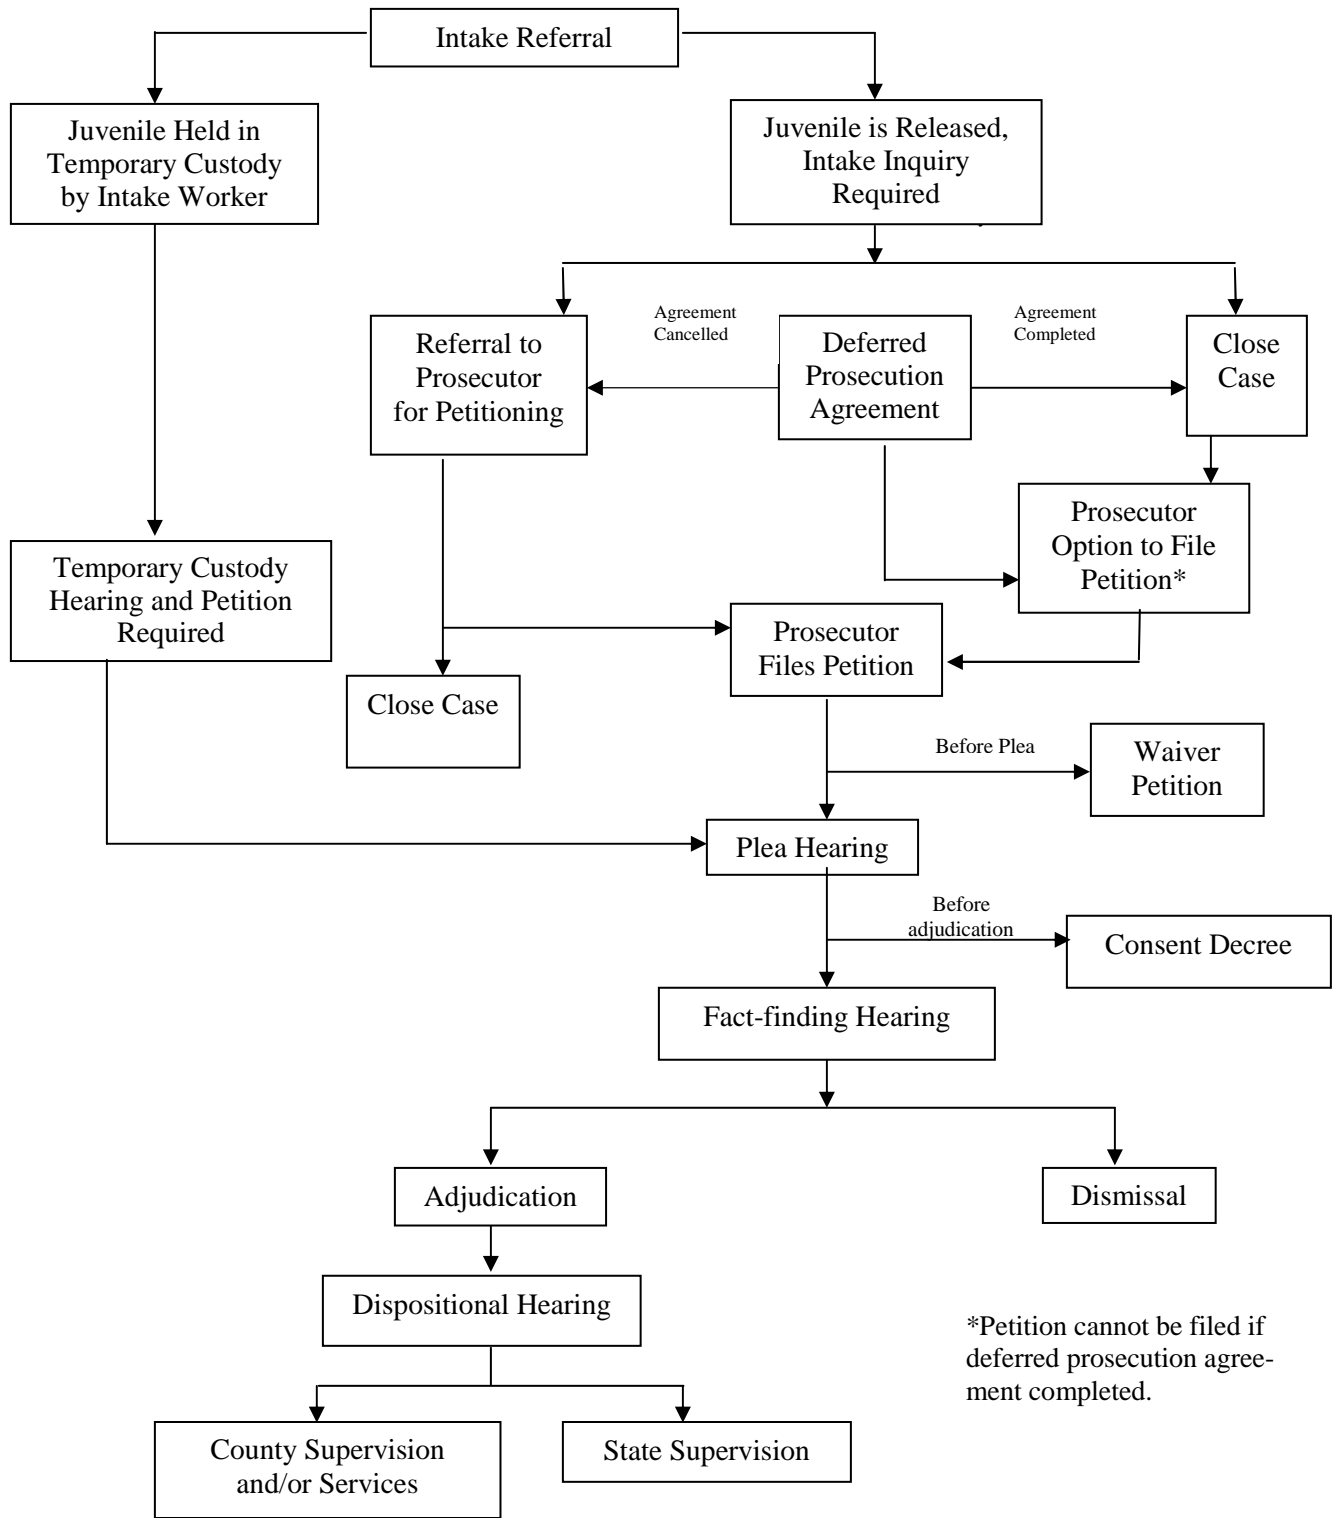 Intake Referral
Juvenile Held in
Temporary Custody
by Intake Worker
Juvenile is Released,
Intake Inquiry
Required
Agreement
Cancelled
Agreement
Completed
Referral to
Prosecutor
for Petitioning
Deferred
Prosecution
Agreement
Close
Case
Prosecutor
Option to File
Petition*
Temporary Custody
Hearing and Petition
Required
Prosecutor
Files Petition
Close Case
Before Plea
Waiver
Petition
Plea Hearing
Before
adjudication
Consent Decree
Fact-finding Hearing
Adjudication
Dismissal
Dispositional Hearing
*Petition cannot be filed if
deferred prosecution agree-
ment completed.
County Supervision
and/or Services
State Supervision